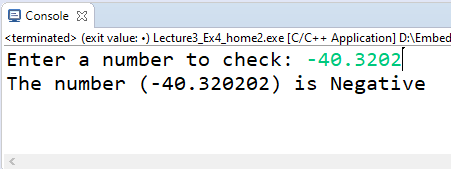 Console
<terminated> (exit value: •) Lecture3_Ex4_home2.exe [C/C++ Application] D:\Embed
Enter a number to check: -40.3202
The number (-40.320202) is Negative